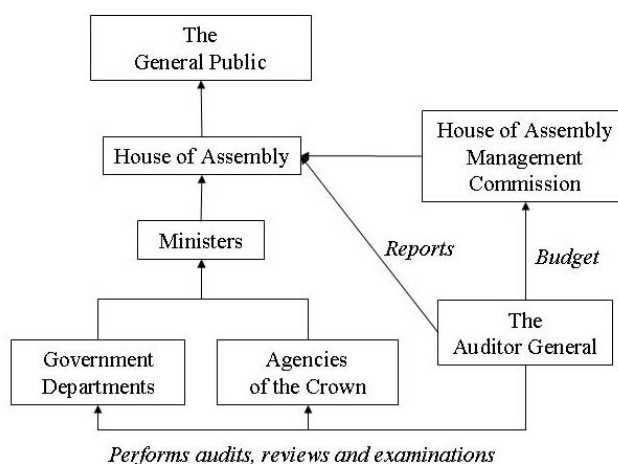 The
General Public
House of Assembly
House of Assembly
Management
Commission
Ministers
Reports
Budget
The
Auditor General
Government
Departments
Agencies
of the Crown
Performs audits, reviews and examinations